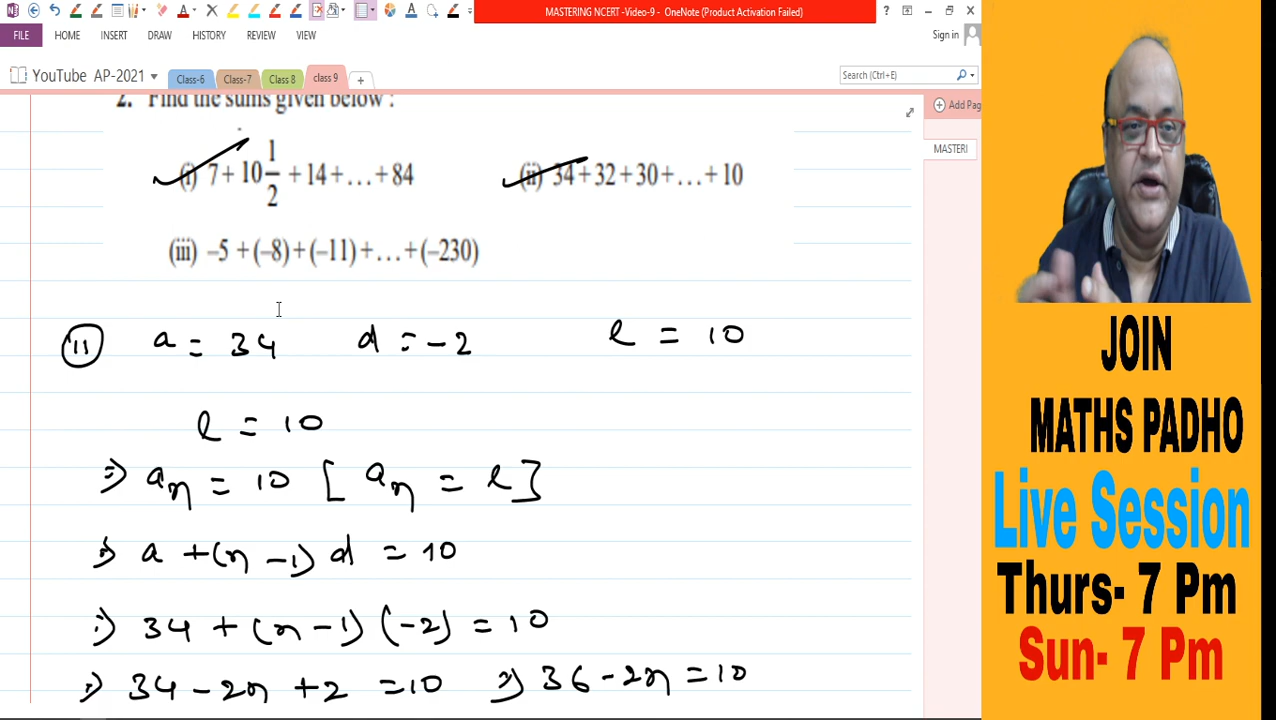 MASTERING NCERT -Video-9 - OneNote (Product Activation Failed)
FILE HOME INSERT DRAW HISTORY REVIEW VIEW
Sign in
YouTube AP-2021 Class-6 Class-7 Class 8 class 9
Search (Ctrl+E)
Add Pag
MASTERI
2. Find the sums given below :
(i) 7 + 10 1/2 + 14 + ... + 84
(ii) 34 + 32 + 30 + ... + 10
(iii) –5 + (–8) + (–11) + ... + (–230)
(ii) a = 34 d = -2 l = 10
l = 10
⇒ an = 10 [ an = l ]
⇒ a + (n - 1) d = 10
⇒ 34 + (n - 1) (-2) = 10
⇒ 34 - 2n + 2 = 10 ⇒ 36 - 2n = 10
JOIN
MATHS PADHO
Live Session
Thurs- 7 Pm
Sun- 7 Pm